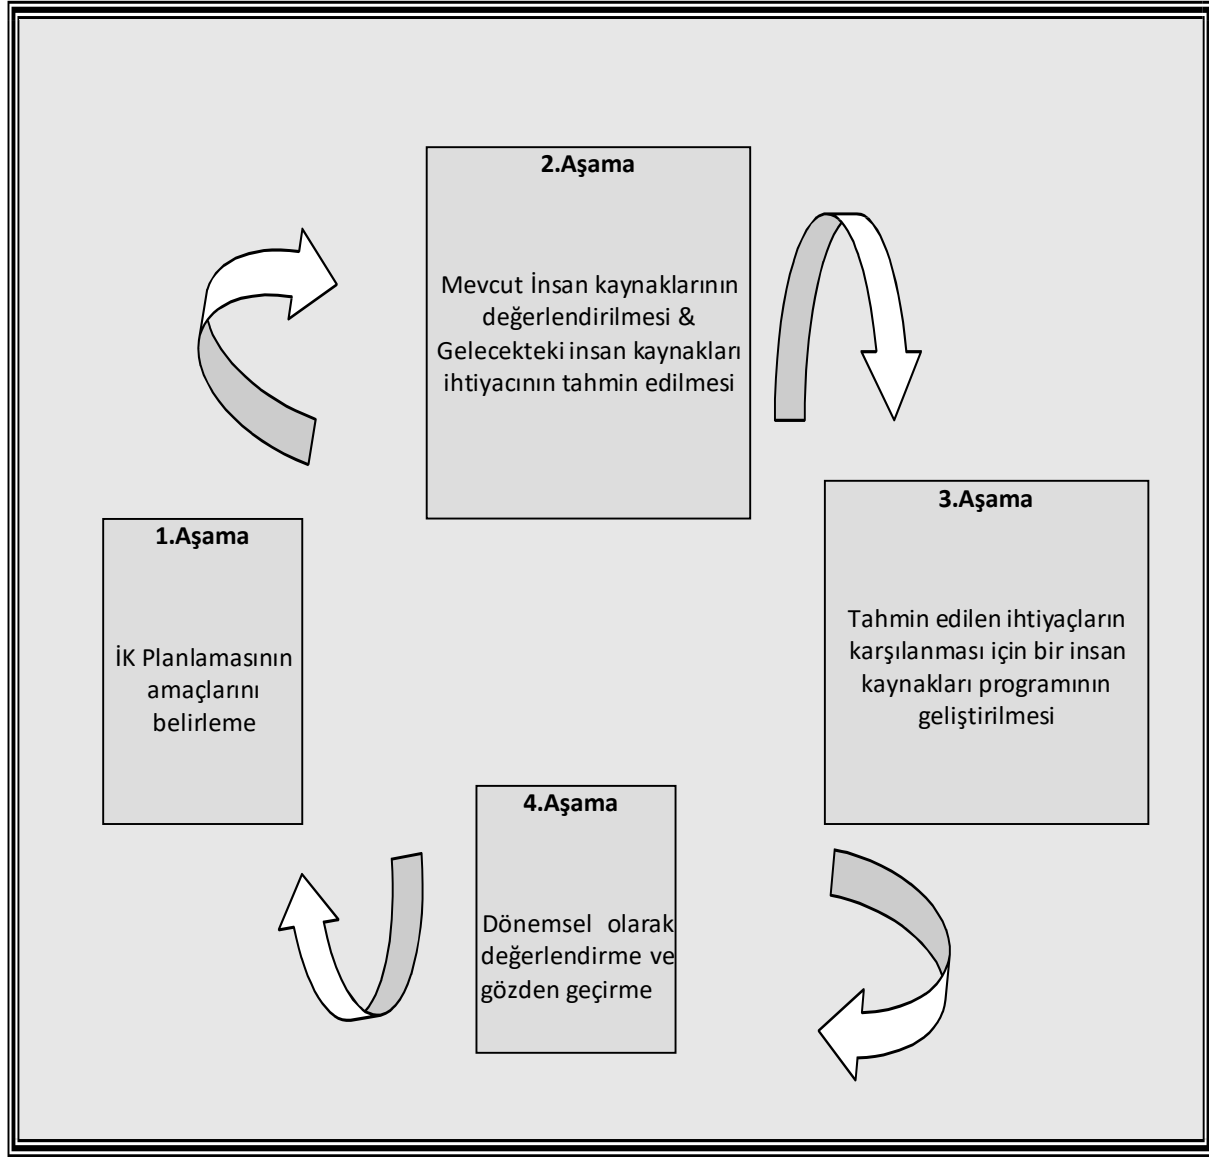 1.Aşama
İK Planlamasının
amaçlarını
belirleme
2.Aşama
Mevcut İnsan kaynaklarının
değerlendirilmesi &
Gelecekteki insan kaynakları
ihtiyacının tahmin edilmesi
3.Aşama
Tahmin edilen ihtiyaçların
karşılanması için bir insan
kaynakları programının
geliştirilmesi
4.Aşama
Dönemsel olarak
değerlendirme ve
gözden geçirme